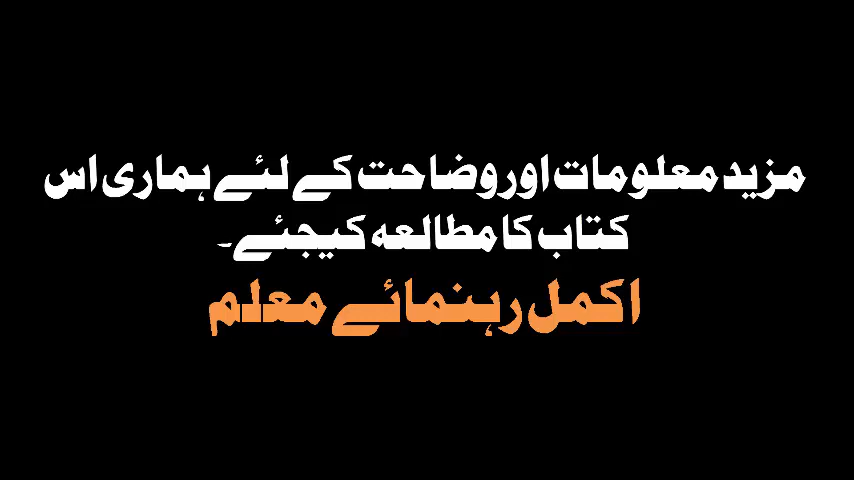 مزید معلومات اور وضاحت کے لئے ہماری اس
کتاب کا مطالعہ کیجئے۔
اکمل رہنمائے معلم